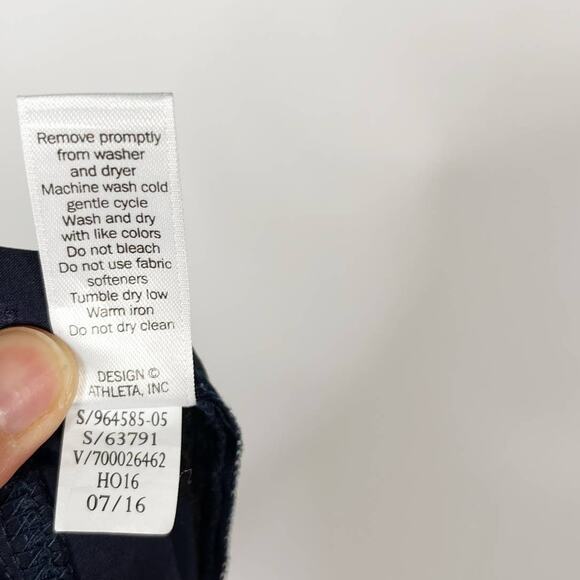 Remove promptly
from washer
and dryer
Machine wash cold
gentle cycle
Wash and dry
with like colors
Do not bleach
Do not use fabric
softeners
Tumble dry low
Warm iron
Do not dry clean
DESIGN ©
ATHLETA, INC
S/964585-05
S/63791
V/700026462
HO16
07/16